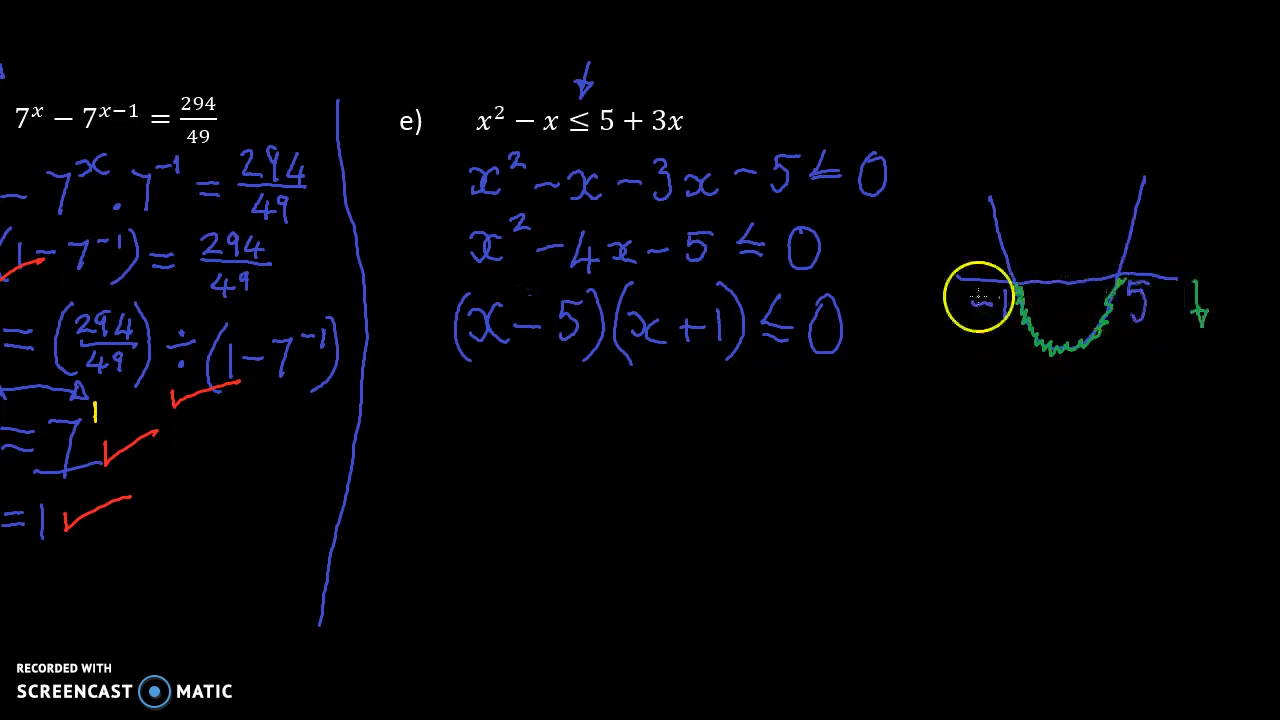 7^x − 7^{x−1} = 294/49
− 7^x . 7^{-1} = 294/49
(1 − 7^{-1}) = 294/49
= (294/49) ÷ (1 − 7^{-1})
= 7^1
= 1
e) x² − x ≤ 5 + 3x
x² − x − 3x − 5 ≤ 0
x² − 4x − 5 ≤ 0
(x − 5)(x + 1) ≤ 0
−1 5
RECORDED WITH
SCREENCAST MATIC